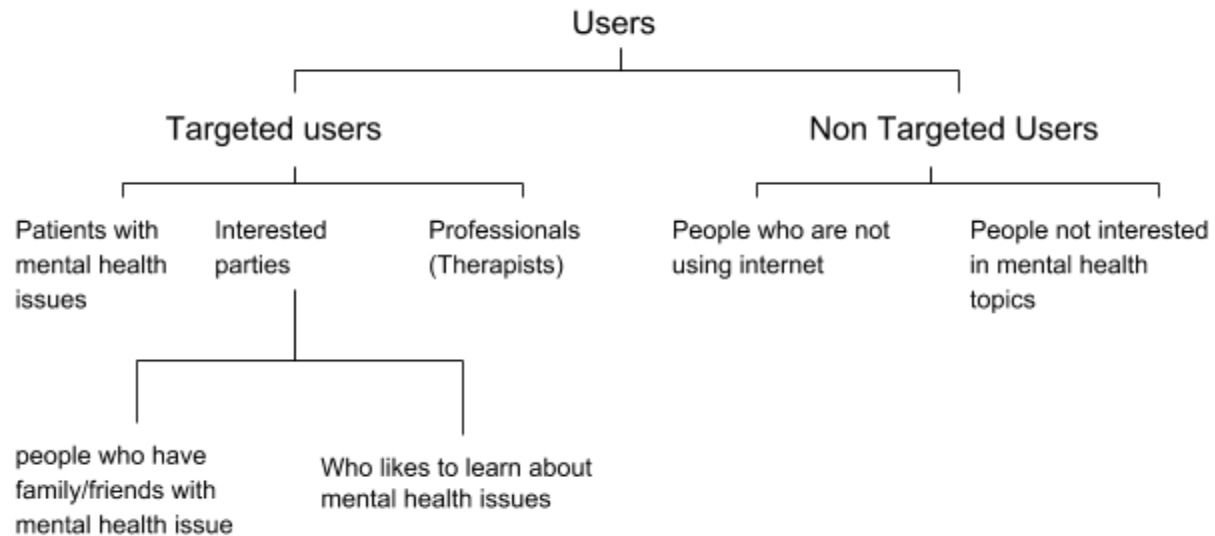 Users
Targeted users
Non Targeted Users
Patients with
mental health
issues
Interested
parties
Professionals
(Therapists)
People who are not
using internet
People not interested
in mental health
topics
people who have
family/friends with
mental health issue
Who likes to learn about
mental health issues